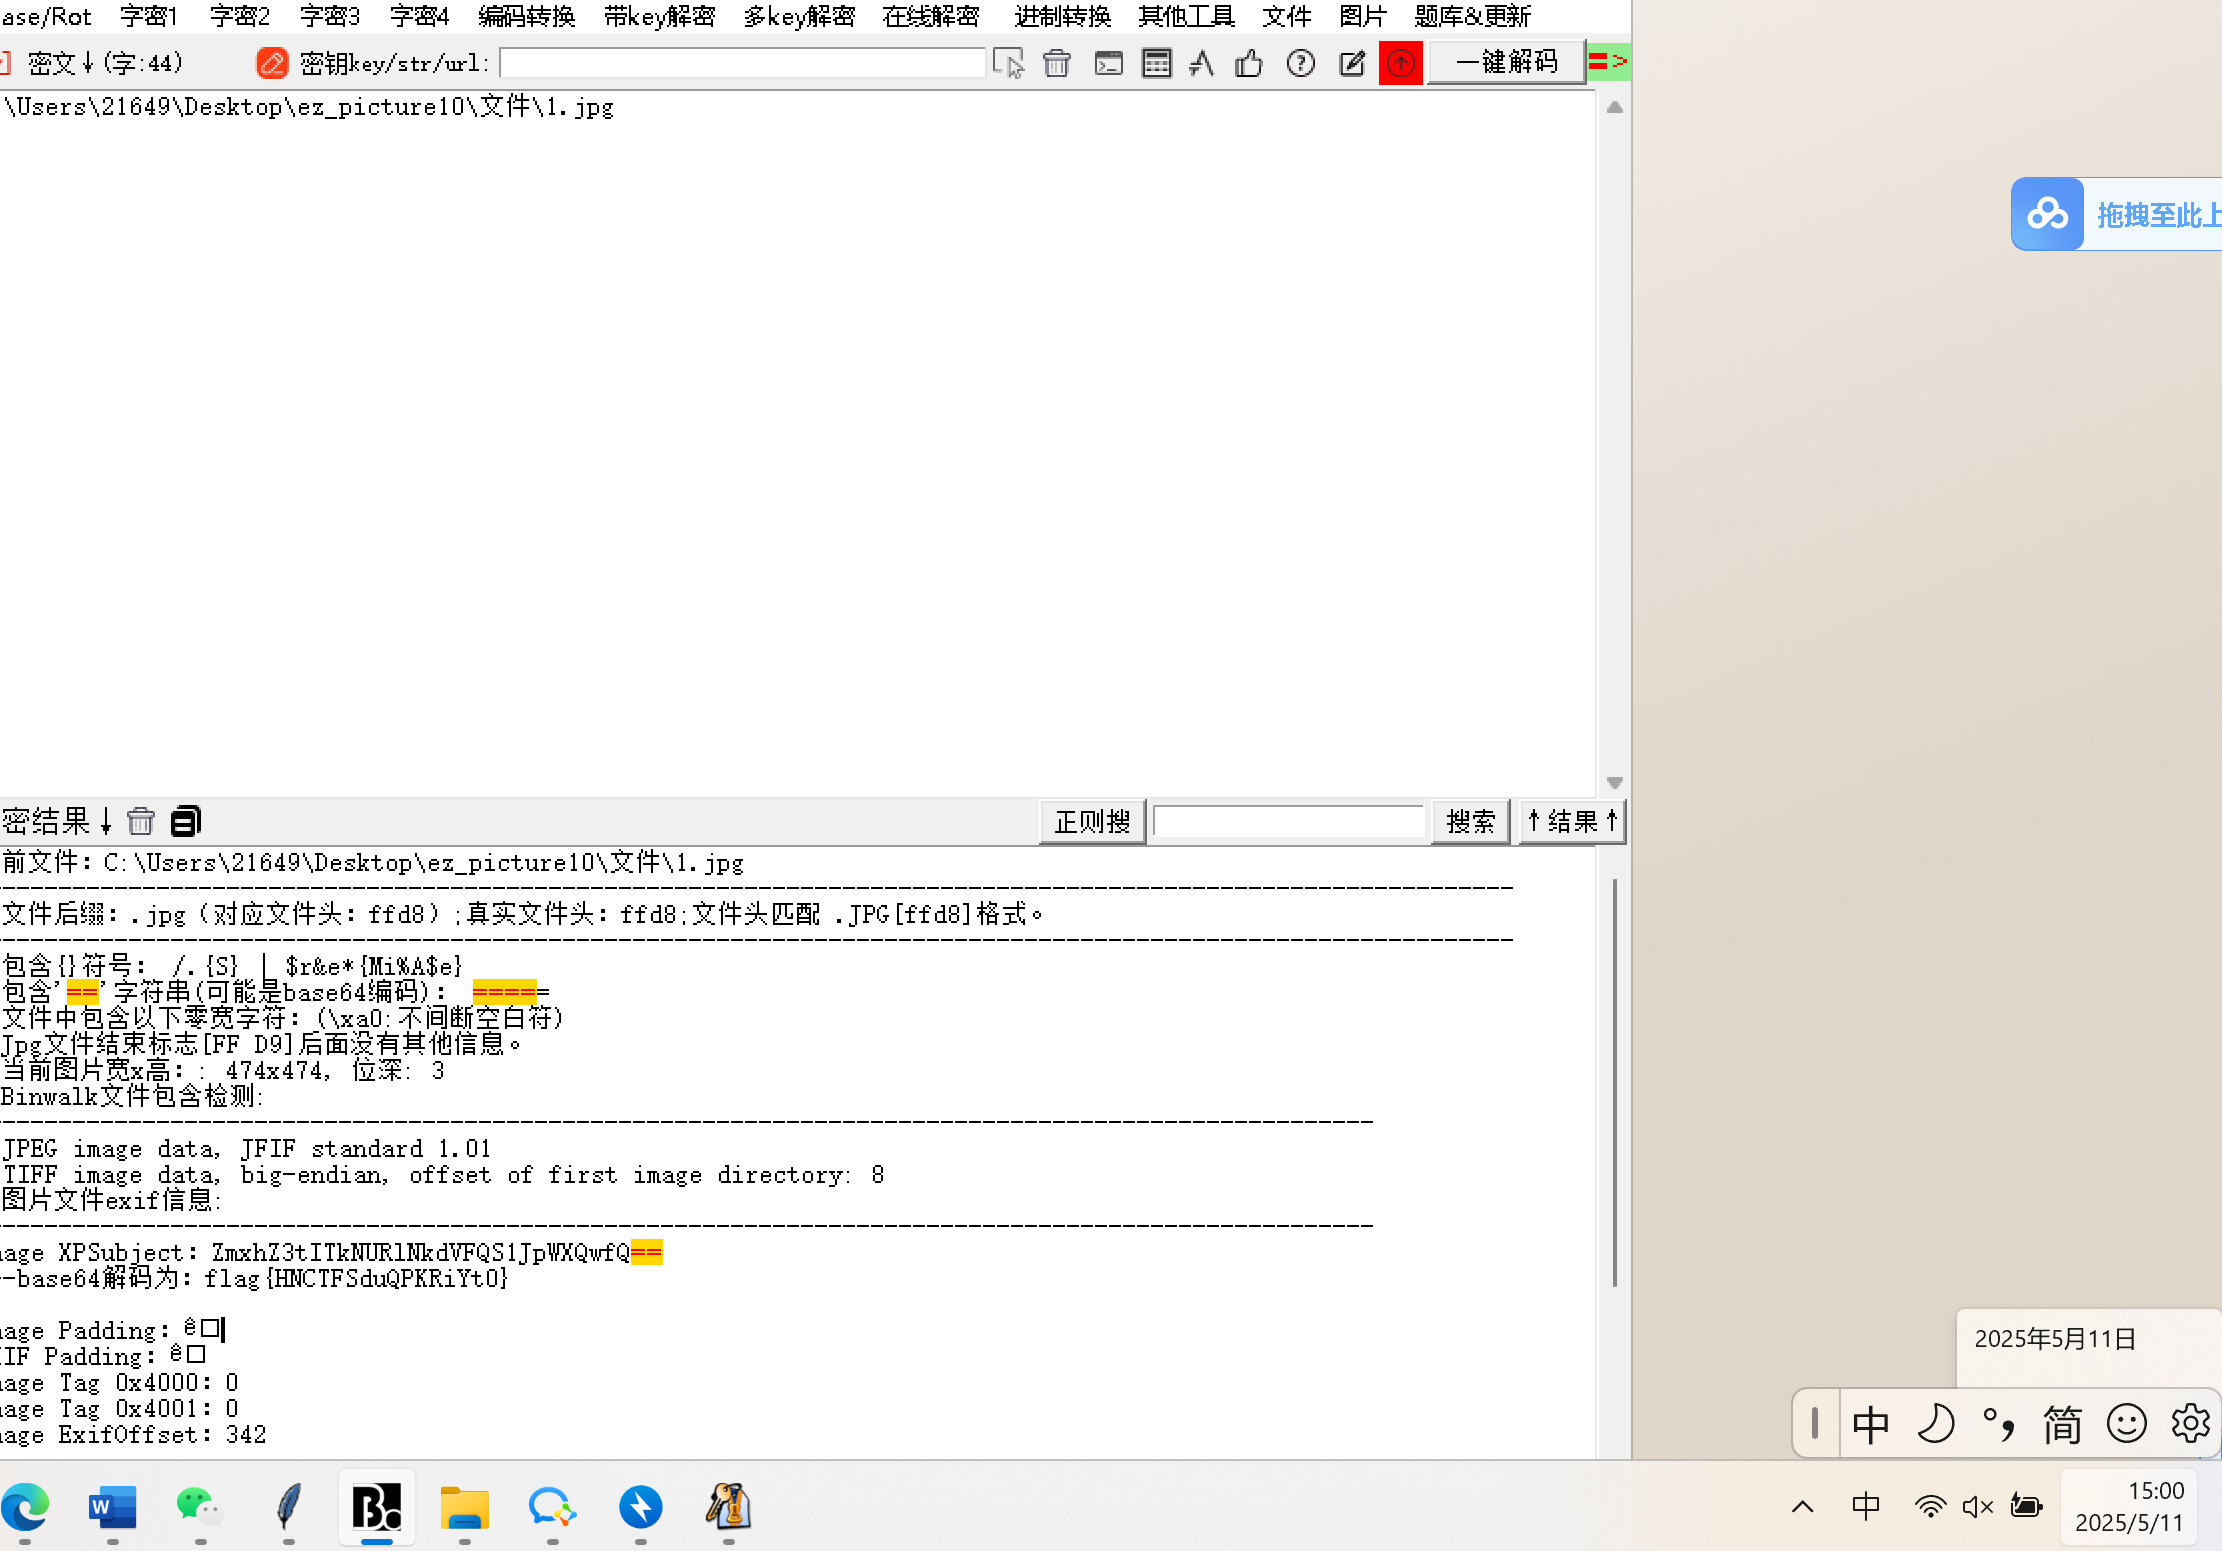 ase/Rot 字密1 字密2 字密3 字密4 编码转换 带key解密 多key解密 在线解密 进制转换 其他工具 文件 图片 题库&更新
密文↓(字:44) 密钥key/str/url: 一键解码 =>
\Users\21649\Desktop\ez_picture10\文件\1.jpg
拖拽至此上
密结果↓ 正则搜 搜索 ↑结果↑
前文件: C:\Users\21649\Desktop\ez_picture10\文件\1.jpg
文件后缀: .jpg（对应文件头: ffd8）;真实文件头: ffd8;文件头匹配 .JPG[ffd8]格式。
包含{}符号: /.{S} | $r&e*{Mi%A$e}
包含'=='字符串(可能是base64编码): =====
文件中包含以下零宽字符: (\xa0:不间断空白符)
Jpg文件结束标志[FF D9]后面没有其他信息。
当前图片宽x高: : 474x474, 位深: 3
Binwalk文件包含检测:
JPEG image data, JFIF standard 1.01
TIFF image data, big-endian, offset of first image directory: 8
图片文件exif信息:
age XPSubject: ZmxhZ3tITkNURlNkdVFQS1JpWXQwfQ==
-base64解码为: flag{HNCTFSduQPKRiYt0}
age Padding: ê□
IF Padding: ê□
age Tag 0x4000: 0
age Tag 0x4001: 0
age ExifOffset: 342
2025年5月11日
中 °, 简
中
15:00
2025/5/11